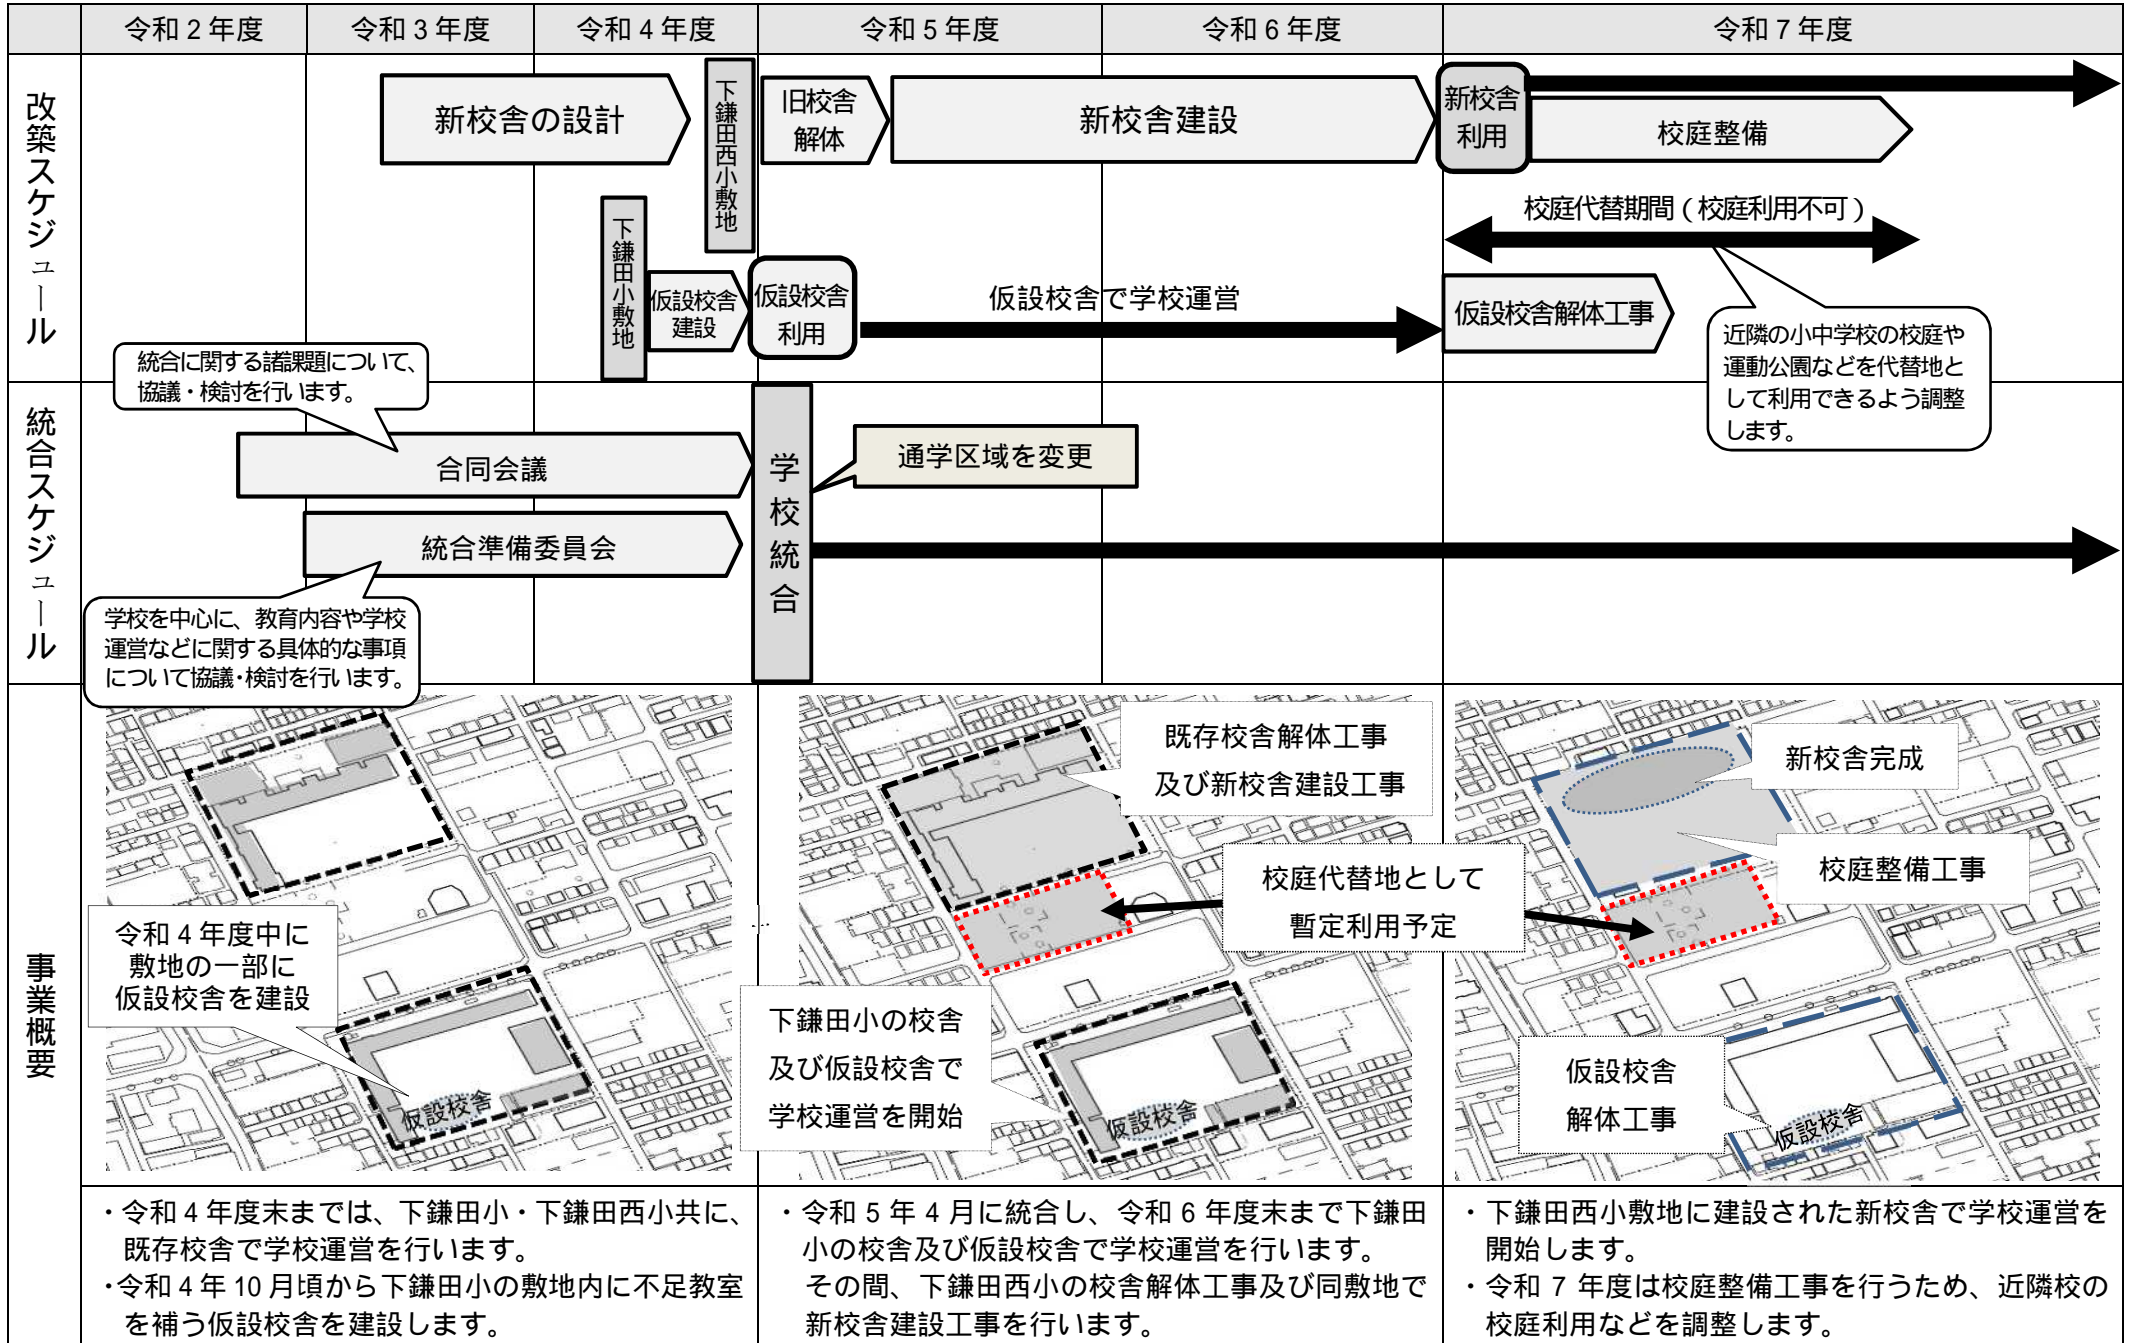 令和２年度
令和３年度
令和４年度
令和５年度
令和６年度
令和７年度
改築スケジュール
新校舎の設計
下鎌田西小敷地
旧校舎
解体
新校舎建設
新校舎
利用
校庭整備
校庭代替期間（校庭利用不可）
下鎌田小敷地
仮設校舎
建設
仮設校舎
利用
仮設校舎で学校運営
仮設校舎解体工事
近隣の小中学校の校庭や
運動公園などを代替地と
して利用できるよう調整
します。
統合スケジュール
統合に関する諸課題について、
協議・検討を行います。
合同会議
統合準備委員会
学校を中心に、教育内容や学校
運営などに関する具体的な事項
について協議・検討を行います。
学校統合
通学区域を変更
事業概要
令和４年度中に
敷地の一部に
仮設校舎を建設
仮設校舎
既存校舎解体工事
及び新校舎建設工事
校庭代替地として
暫定利用予定
下鎌田小の校舎
及び仮設校舎で
学校運営を開始
仮設校舎
新校舎完成
校庭整備工事
仮設校舎
解体工事
仮設校舎
・令和４年度末までは、下鎌田小・下鎌田西小共に、
既存校舎で学校運営を行います。
・令和４年10月頃から下鎌田小の敷地内に不足教室
を補う仮設校舎を建設します。
・令和５年４月に統合し、令和６年度末まで下鎌田
小の校舎及び仮設校舎で学校運営を行います。
その間、下鎌田西小の校舎解体工事及び同敷地で
新校舎建設工事を行います。
・下鎌田西小敷地に建設された新校舎で学校運営を
開始します。
・令和７年度は校庭整備工事を行うため、近隣校の
校庭利用などを調整します。